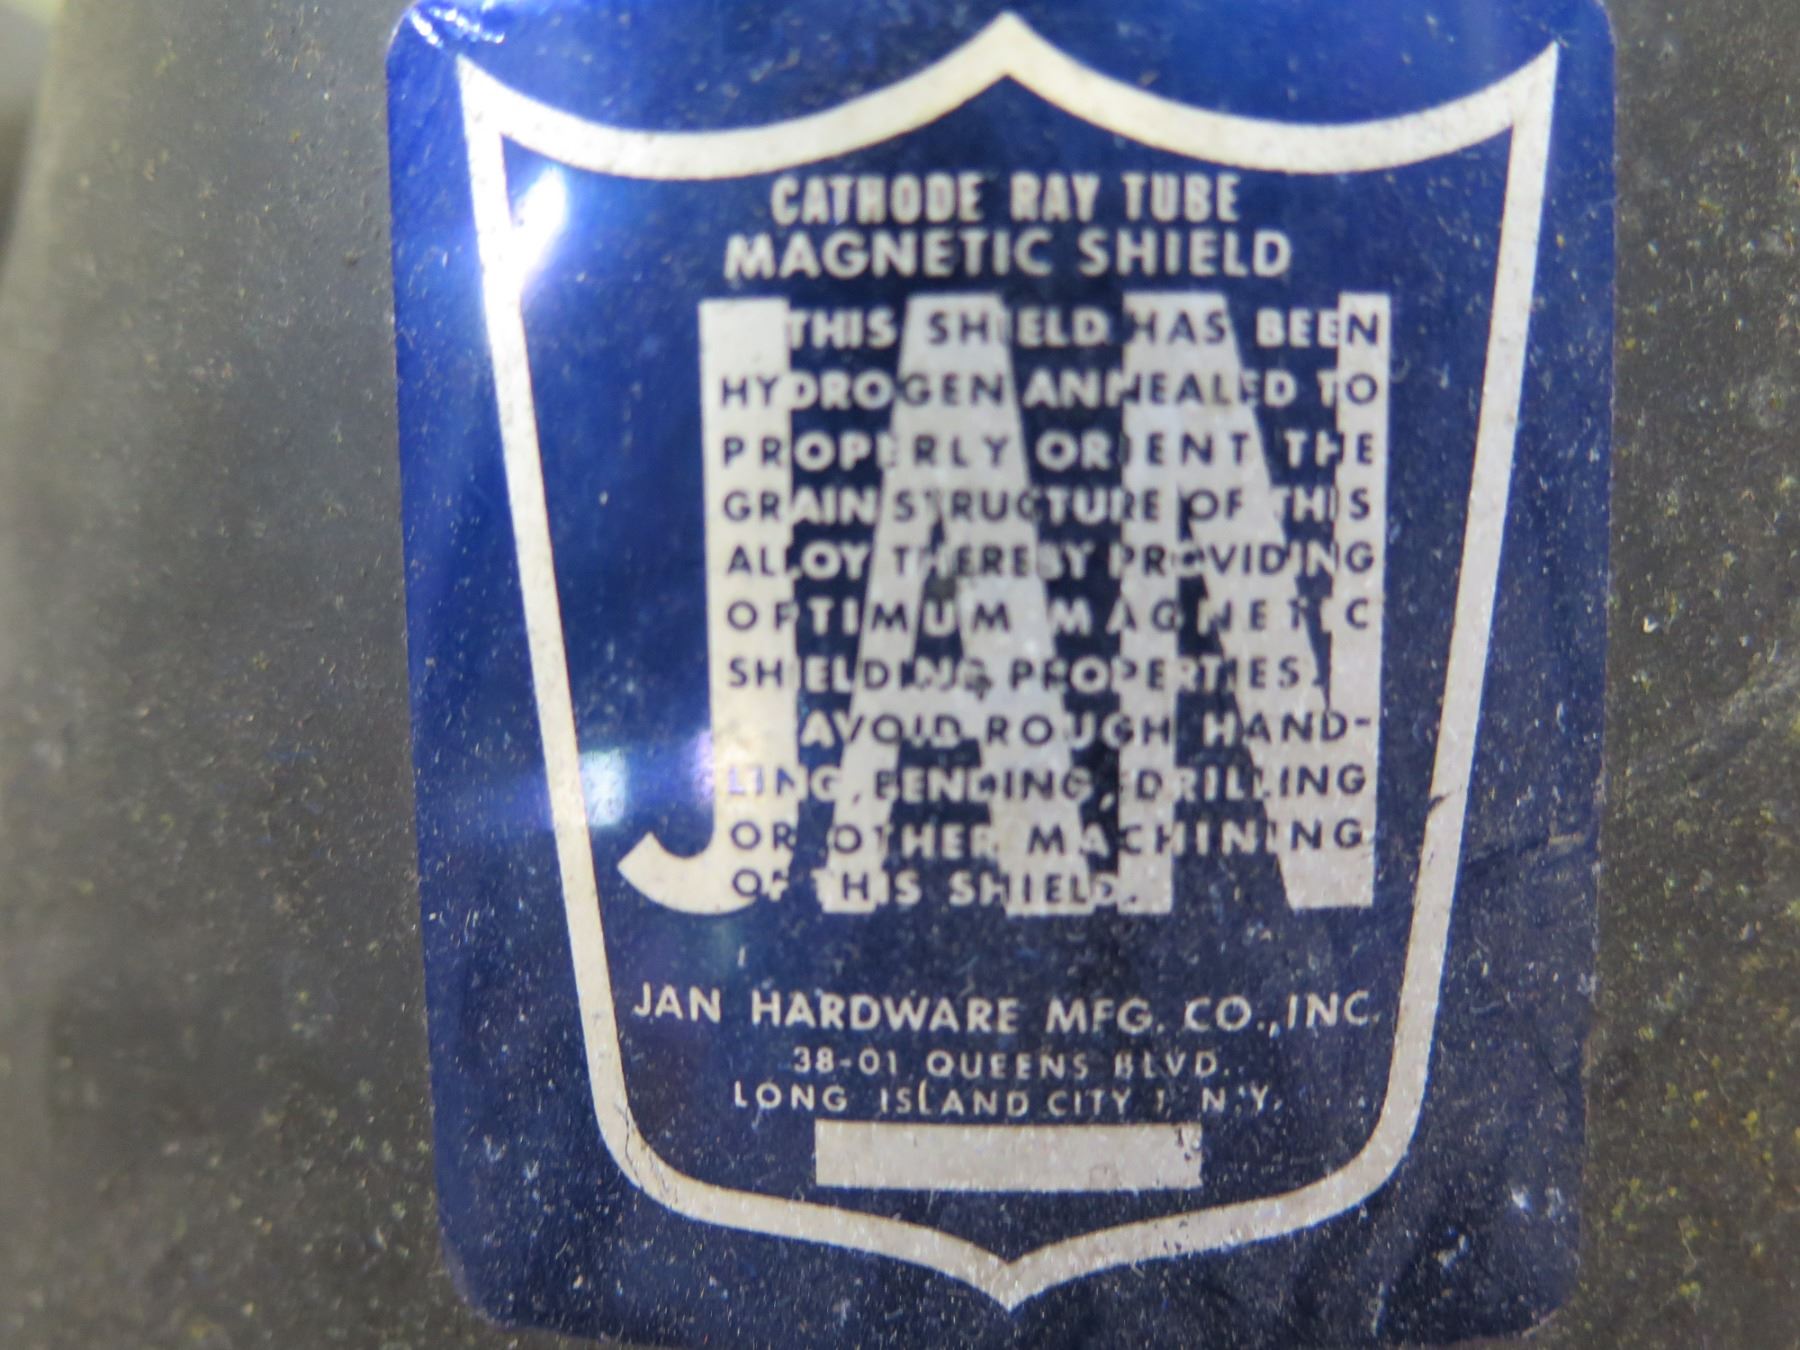 CATHODE RAY TUBE
MAGNETIC SHIELD
JAN
THIS SHIELD HAS BEEN
HYDROGEN ANNEALED TO
PROPERLY ORIENT THE
GRAIN STRUCTURE OF THIS
ALLOY THEREBY PROVIDING
OPTIMUM MAGNETIC
SHIELDING PROPERTIES.
AVOID ROUGH HAND-
LING, BENDING, DRILLING
OR OTHER MACHINING
OF THIS SHIELD.
JAN HARDWARE MFG. CO., INC.
38-01 QUEENS BLVD.
LONG ISLAND CITY 1, N.Y.